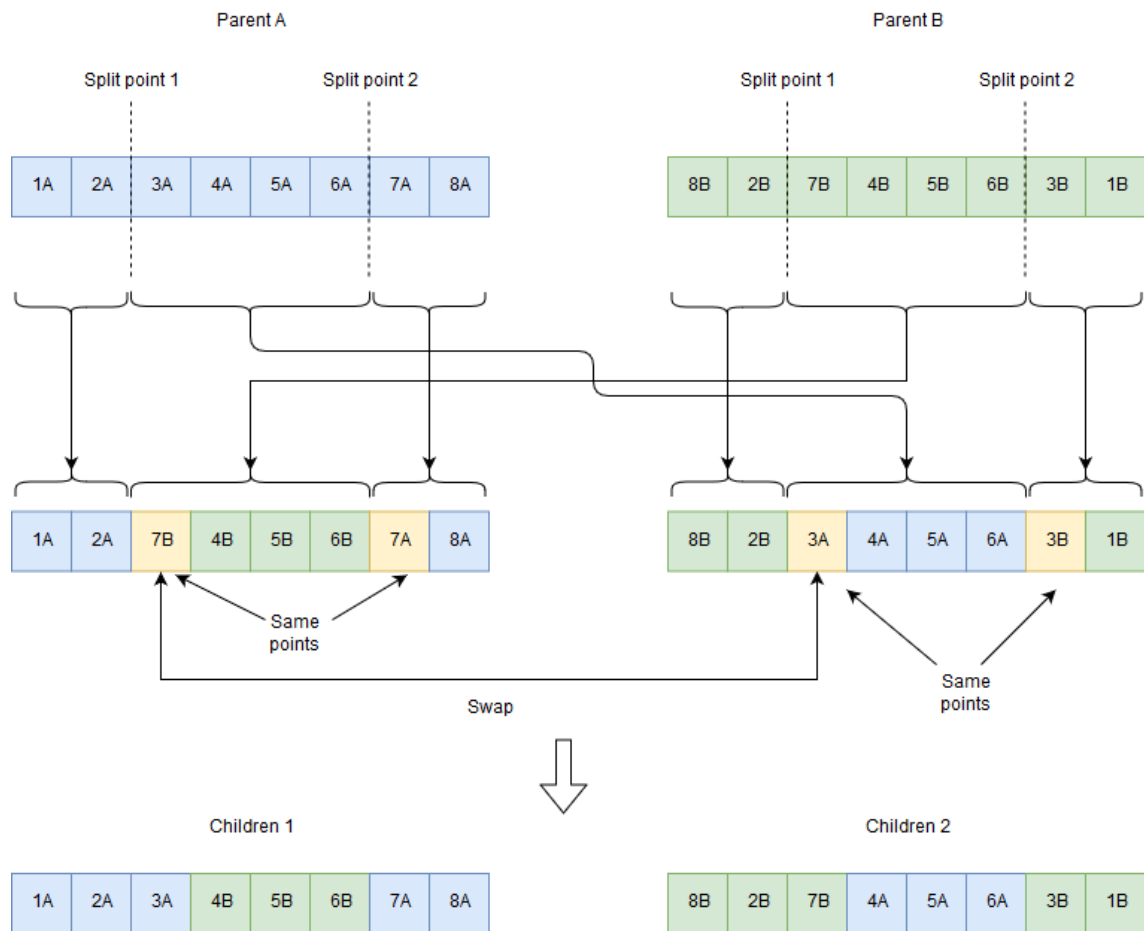 Parent A
Parent B
Split point 1
Split point 2
Split point 1
Split point 2
1A 2A 3A 4A 5A 6A 7A 8A
8B 2B 7B 4B 5B 6B 3B 1B
1A 2A 7B 4B 5B 6B 7A 8A
8B 2B 3A 4A 5A 6A 3B 1B
Same
points
Same
points
Swap
Children 1
Children 2
1A 2A 3A 4B 5B 6B 7A 8A
8B 2B 7B 4A 5A 6A 3B 1B